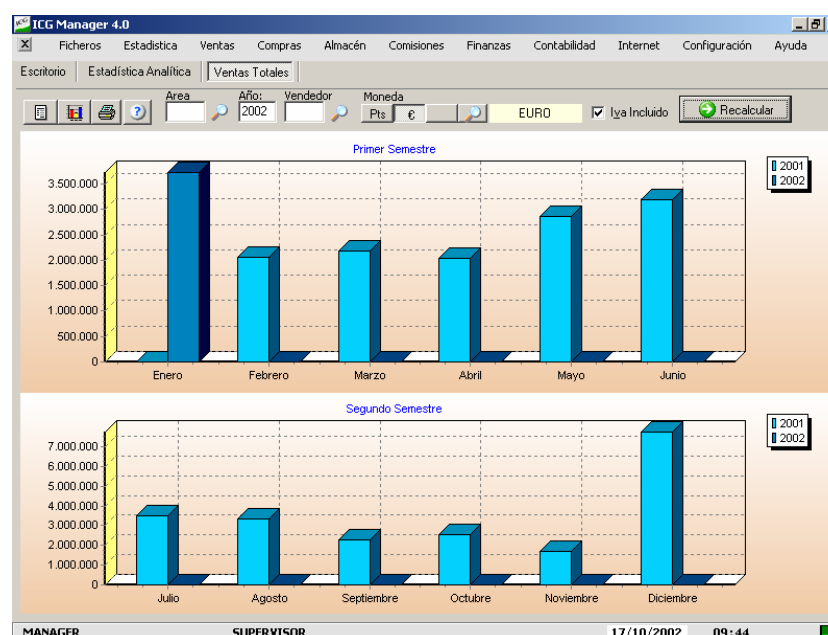 ICG Manager 4.0
X Ficheros Estadistica Ventas Compras Almacén Comisiones Finanzas Contabilidad Internet Configuración Ayuda
Escritorio Estadística Analítica Ventas Totales
Area Año: Vendedor Moneda
2002 Pts € EURO Iva Incluido Recalcular
Primer Semestre
2001
2002
3.500.000
3.000.000
2.500.000
2.000.000
1.500.000
1.000.000
500.000
0
Enero Febrero Marzo Abril Mayo Junio
Segundo Semestre
2001
2002
7.000.000
6.000.000
5.000.000
4.000.000
3.000.000
2.000.000
1.000.000
0
Julio Agosto Septiembre Octubre Noviembre Diciembre
MANAGER SUPERVISOR 17/10/2002 09:44